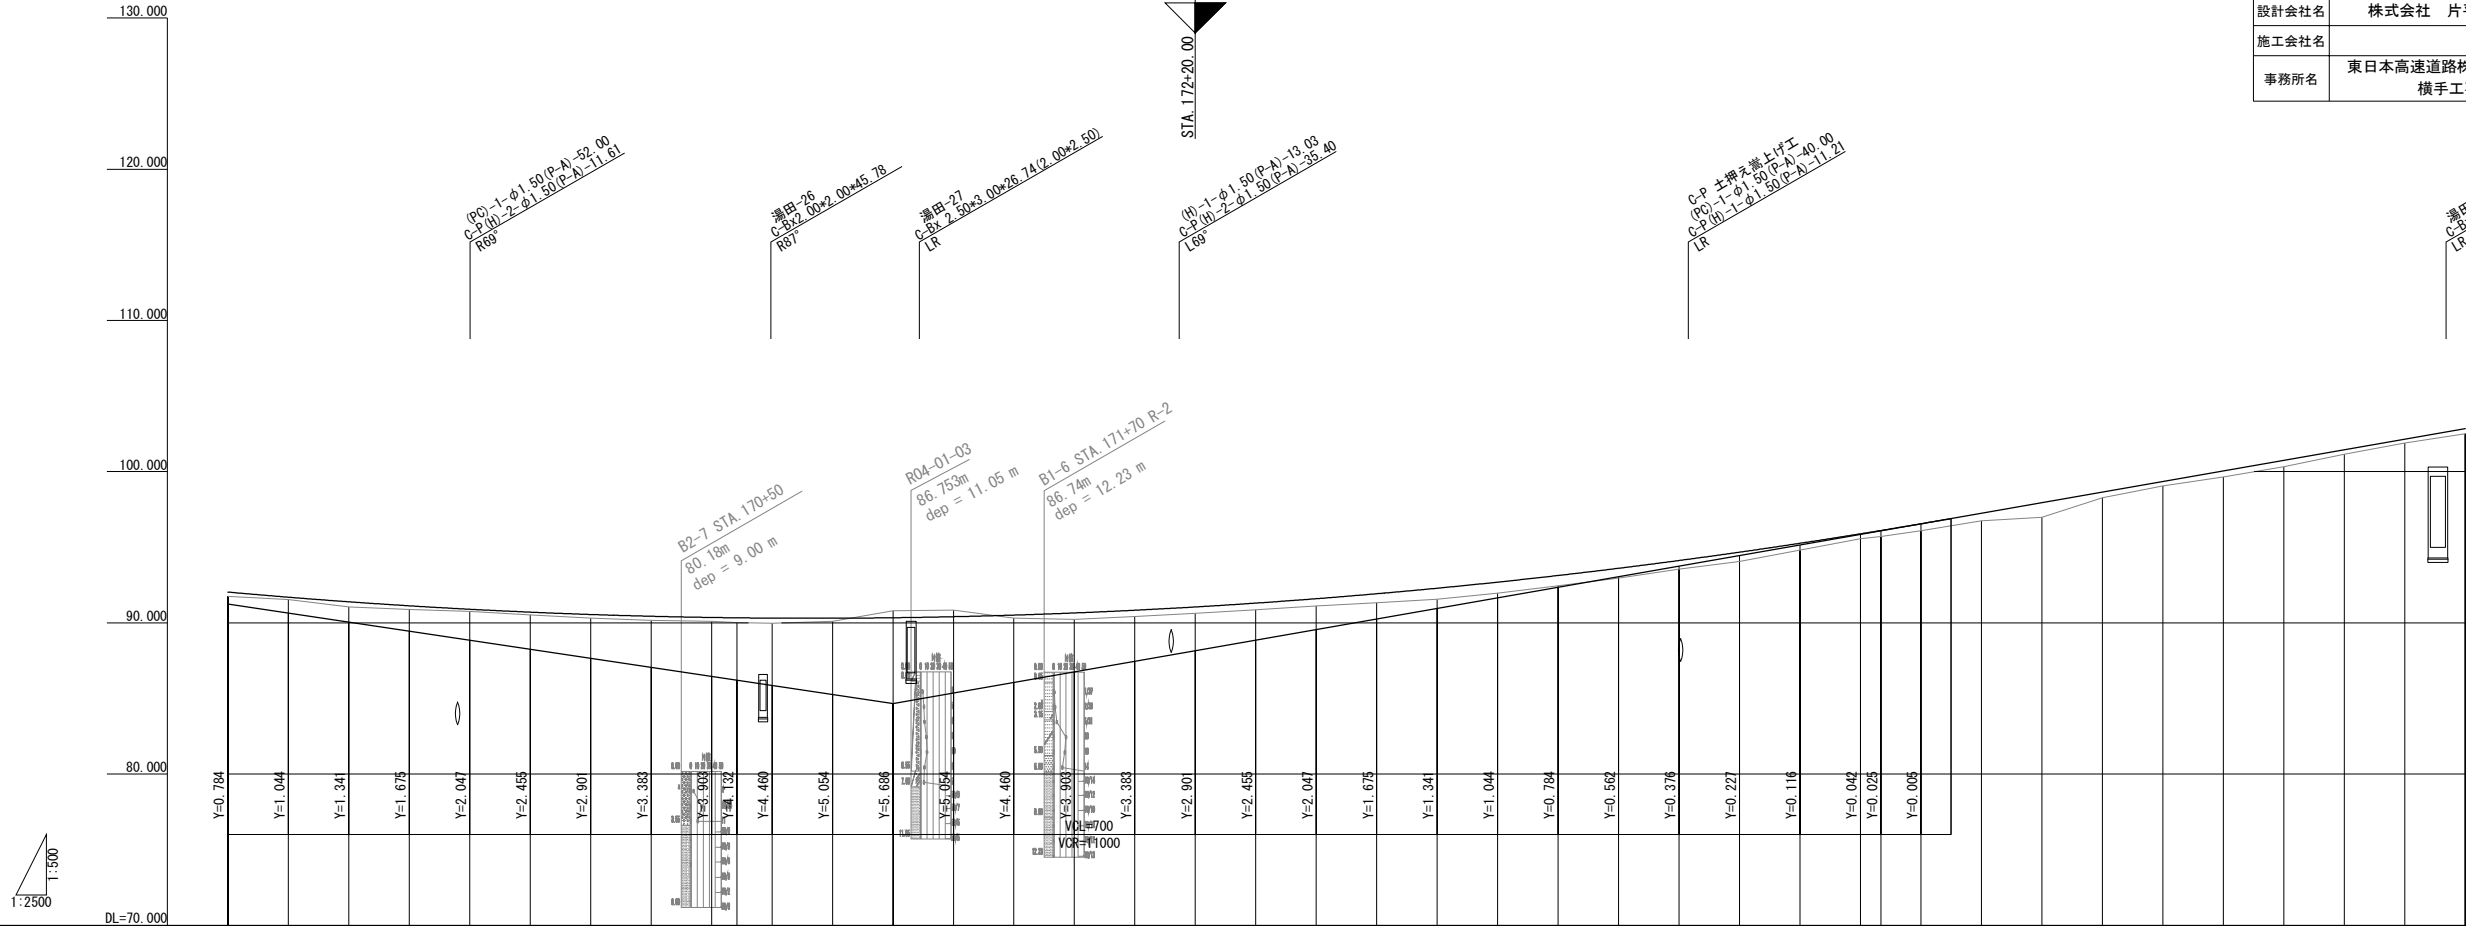 130.000
120.000
110.000
100.000
90.000
80.000
DL=70.000
1:500
1:2500
設計会社名 株式会社 片
施工会社名
事務所名 東日本高速道路株
横手工
STA.172+20.00
(PC)-1-φ1.50(P-A)-52.00
C-P(H)-2-φ1.50(P-A)-11.61
R69°
湯田-26
C-Bx2.00*2.00*45.78
R87°
湯田-27
C-Bx 2.50*3.00*26.74(2.00*2.50)
LR
(H)-1-φ1.50(P-A)-13.03
C-P(H)-2-φ1.50(P-A)-35.40
L69°
C-P 土押え嵩上げ工
(PC)-1-φ1.50(P-A)-40.00
C-P(H)-1-φ1.50(P-A)-11.21
LR
湯田
C-B
LR
B2-7 STA.170+50
80.18m
dep = 9.00 m
R04-01-03
86.753m
dep = 11.05 m
B1-6 STA.171+70 R-2
86.74m
dep = 12.23 m
Y=0.784
Y=1.044
Y=1.341
Y=1.675
Y=2.047
Y=2.455
Y=2.901
Y=3.383
Y=3.903
Y=4.132
Y=4.460
Y=5.054
Y=5.686
Y=5.054
Y=4.460
Y=3.903
Y=3.383
Y=2.901
Y=2.455
Y=2.047
Y=1.675
Y=1.341
Y=1.044
Y=0.784
Y=0.562
Y=0.376
Y=0.227
Y=0.116
Y=0.042
Y=0.025
Y=0.005
VCL=700
VCR=11000